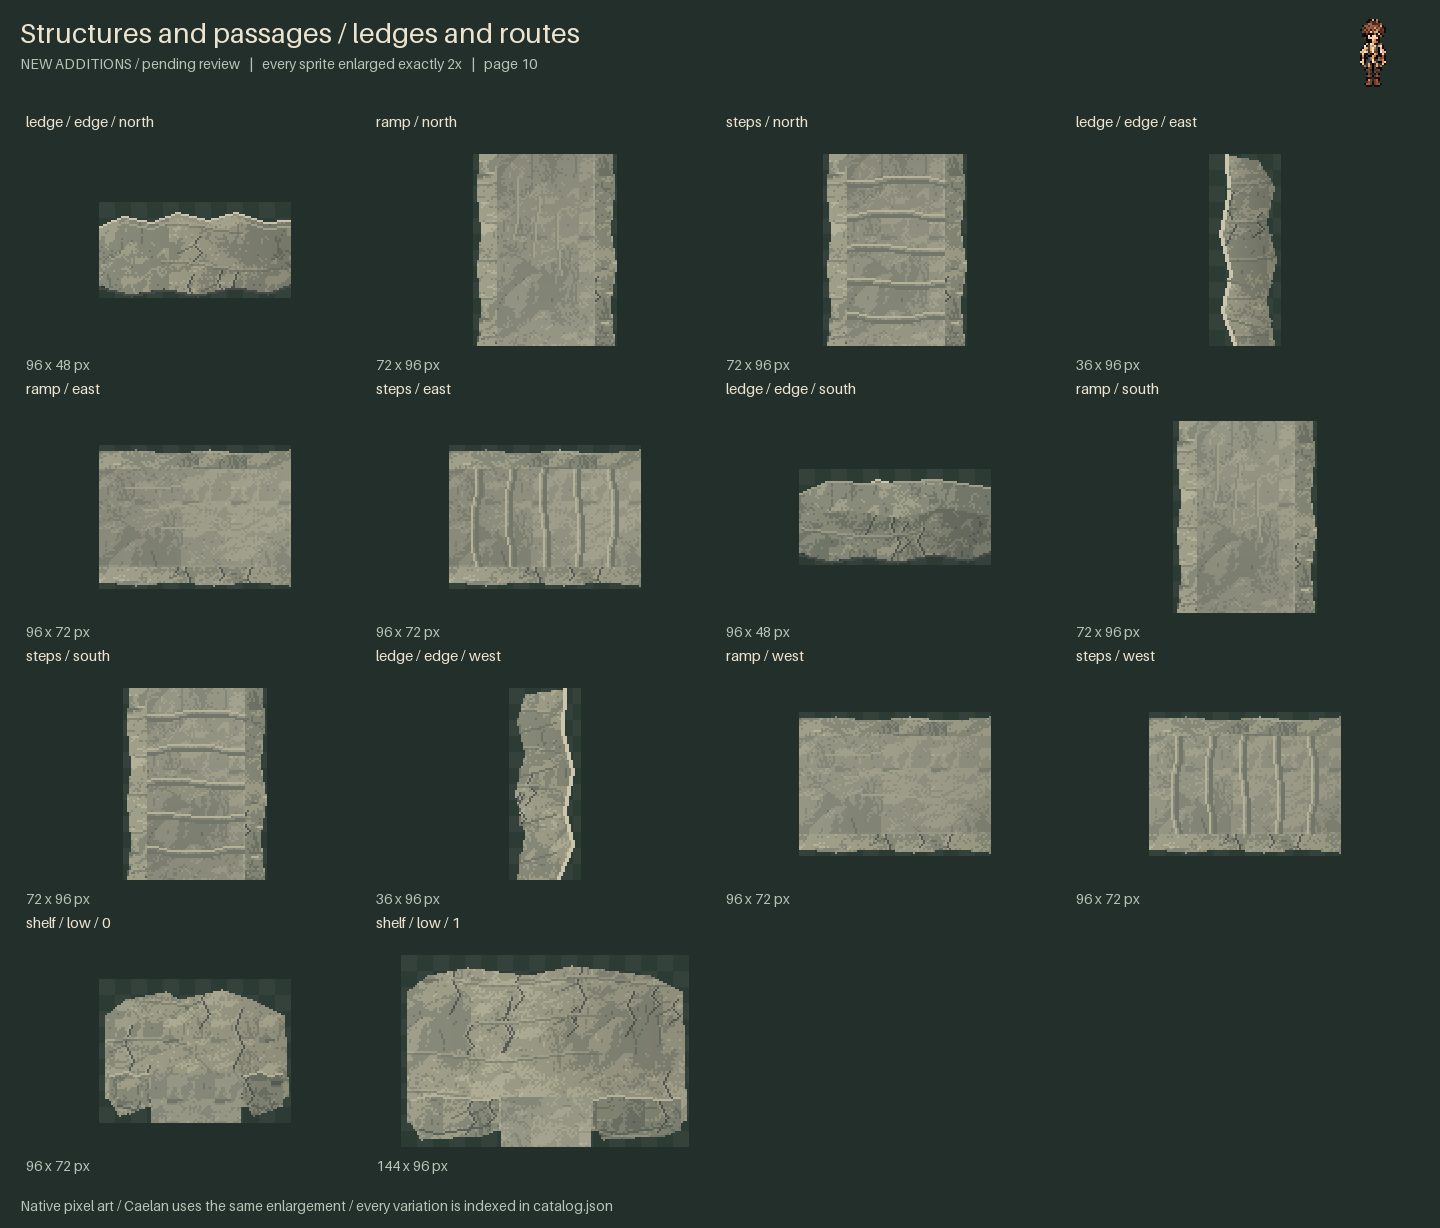 Structures and passages / ledges and routes
NEW ADDITIONS / pending review | every sprite enlarged exactly 2x | page 10
ledge / edge / north
ramp / north
steps / north
ledge / edge / east
96 x 48 px
72 x 96 px
72 x 96 px
36 x 96 px
ramp / east
steps / east
ledge / edge / south
ramp / south
96 x 72 px
96 x 72 px
96 x 48 px
72 x 96 px
steps / south
ledge / edge / west
ramp / west
steps / west
72 x 96 px
36 x 96 px
96 x 72 px
96 x 72 px
shelf / low / 0
shelf / low / 1
96 x 72 px
144 x 96 px
Native pixel art / Caelan uses the same enlargement / every variation is indexed in catalog.json